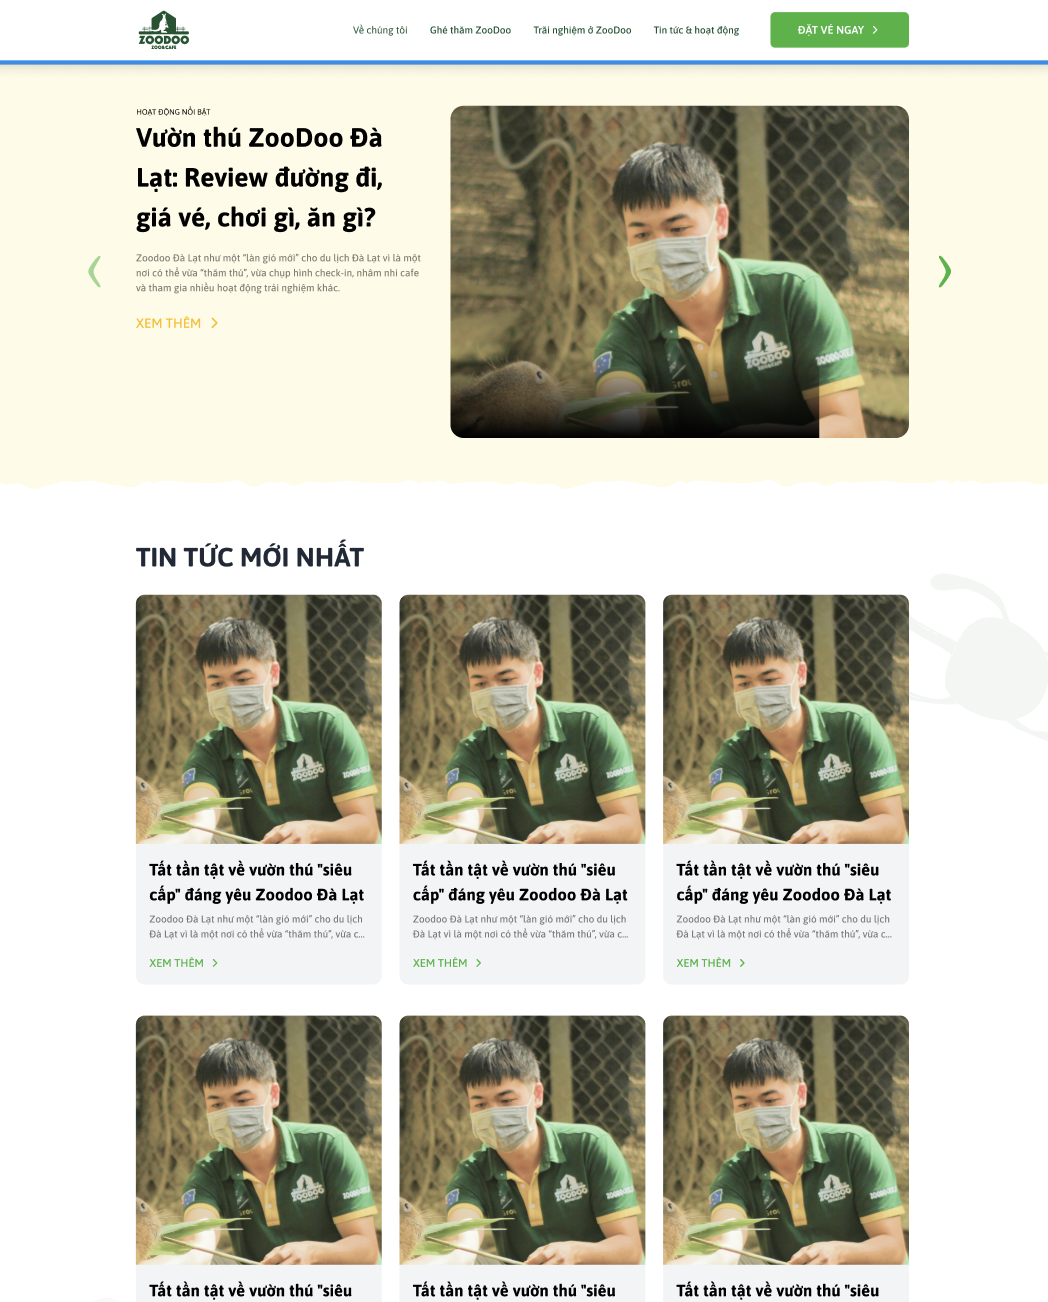 ZOODOO
ZOO&CAFE
Về chúng tôi
Ghé thăm ZooDoo
Trãi nghiệm ở ZooDoo
Tin tức & hoạt động
ĐẶT VÉ NGAY
HOẠT ĐỘNG NỔI BẬT
Vườn thú ZooDoo Đà
Lạt: Review đường đi,
giá vé, chơi gì, ăn gì?
Zoodoo Đà Lạt như một “làn gió mới” cho du lịch Đà Lạt vì là một
nơi có thể vừa “thăm thú”, vừa chụp hình check-in, nhâm nhi cafe
và tham gia nhiều hoạt động trải nghiệm khác.
XEM THÊM
ZOODOO
TIN TỨC MỚI NHẤT
ZOODOO
ZOODOO
ZOODOO
Tất tần tật về vườn thú "siêu
cấp" đáng yêu Zoodoo Đà Lạt
Zoodoo Đà Lạt như một “làn gió mới” cho du lịch
Đà Lạt vì là một nơi có thể vừa “thăm thú”, vừa c...
XEM THÊM
Tất tần tật về vườn thú "siêu
cấp" đáng yêu Zoodoo Đà Lạt
Zoodoo Đà Lạt như một “làn gió mới” cho du lịch
Đà Lạt vì là một nơi có thể vừa “thăm thú”, vừa c...
XEM THÊM
Tất tần tật về vườn thú "siêu
cấp" đáng yêu Zoodoo Đà Lạt
Zoodoo Đà Lạt như một “làn gió mới” cho du lịch
Đà Lạt vì là một nơi có thể vừa “thăm thú”, vừa c...
XEM THÊM
ZOODOO
ZOODOO
ZOODOO
Tất tần tật về vườn thú "siêu
Tất tần tật về vườn thú "siêu
Tất tần tật về vườn thú "siêu